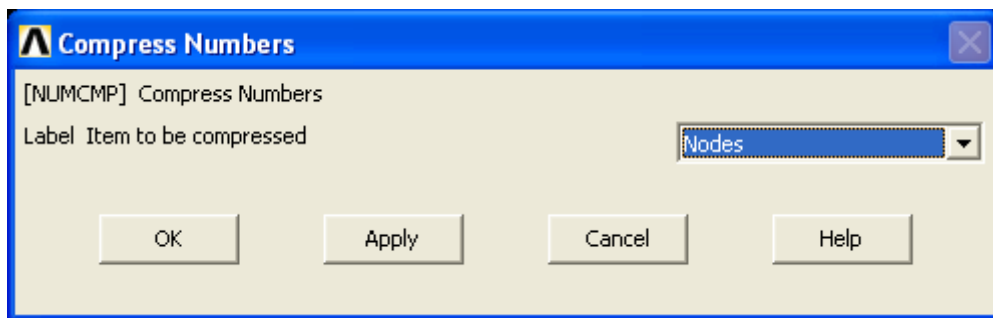 Compress Numbers
[NUMCMP] Compress Numbers
Label Item to be compressed
Nodes
OK Apply Cancel Help